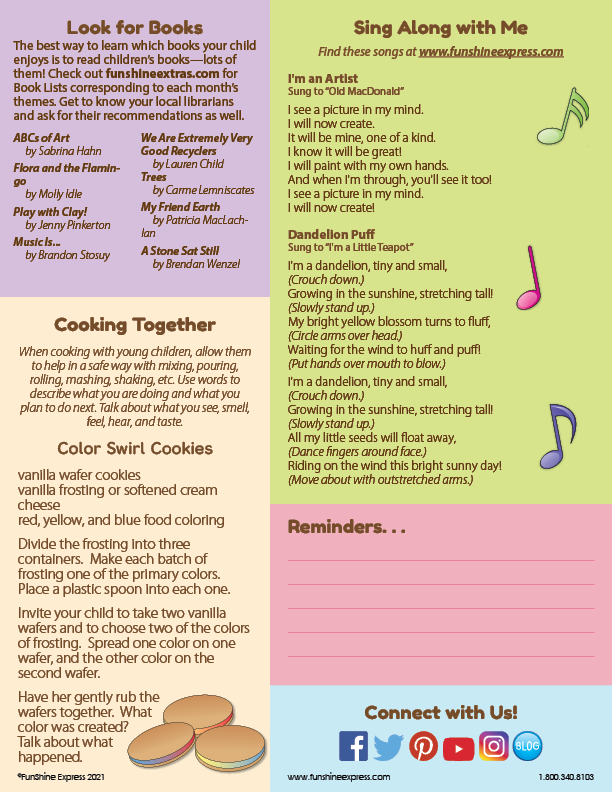 Look for Books
The best way to learn which books your child
enjoys is to read children's books—lots of
them! Check out funshineextras.com for
Book Lists corresponding to each month's
themes. Get to know your local librarians
and ask for their recommendations as well.
ABCs of Art
by Sabrina Hahn
Flora and the Flamin-
go
by Molly Idle
Play with Clay!
by Jenny Pinkerton
Music Is...
by Brandon Stosuy
We Are Extremely Very
Good Recyclers
by Lauren Child
Trees
by Carme Lemniscates
My Friend Earth
by Patricia MacLach-
lan
A Stone Sat Still
by Brendan Wenzel
Cooking Together
When cooking with young children, allow them
to help in a safe way with mixing, pouring,
rolling, mashing, shaking, etc. Use words to
describe what you are doing and what you
plan to do next. Talk about what you see, smell,
feel, hear, and taste.
Color Swirl Cookies
vanilla wafer cookies
vanilla frosting or softened cream
cheese
red, yellow, and blue food coloring
Divide the frosting into three
containers. Make each batch of
frosting one of the primary colors.
Place a plastic spoon into each one.
Invite your child to take two vanilla
wafers and to choose two of the colors
of frosting. Spread one color on one
wafer, and the other color on the
second wafer.
Have her gently rub the
wafers together. What
color was created?
Talk about what
happened.
©FunShine Express 2021
Sing Along with Me
Find these songs at www.funshineexpress.com
I'm an Artist
Sung to "Old MacDonald"
I see a picture in my mind.
I will now create.
It will be mine, one of a kind.
I know it will be great!
I will paint with my own hands.
And when I'm through, you'll see it too!
I see a picture in my mind.
I will now create!
Dandelion Puff
Sung to "I'm a Little Teapot"
I'm a dandelion, tiny and small,
(Crouch down.)
Growing in the sunshine, stretching tall!
(Slowly stand up.)
My bright yellow blossom turns to fluff,
(Circle arms over head.)
Waiting for the wind to huff and puff!
(Put hands over mouth to blow.)
I'm a dandelion, tiny and small,
(Crouch down.)
Growing in the sunshine, stretching tall!
(Slowly stand up.)
All my little seeds will float away,
(Dance fingers around face.)
Riding on the wind this bright sunny day!
(Move about with outstretched arms.)
Reminders. . .
Connect with Us!
BLOG
www.funshineexpress.com
1.800.340.8103